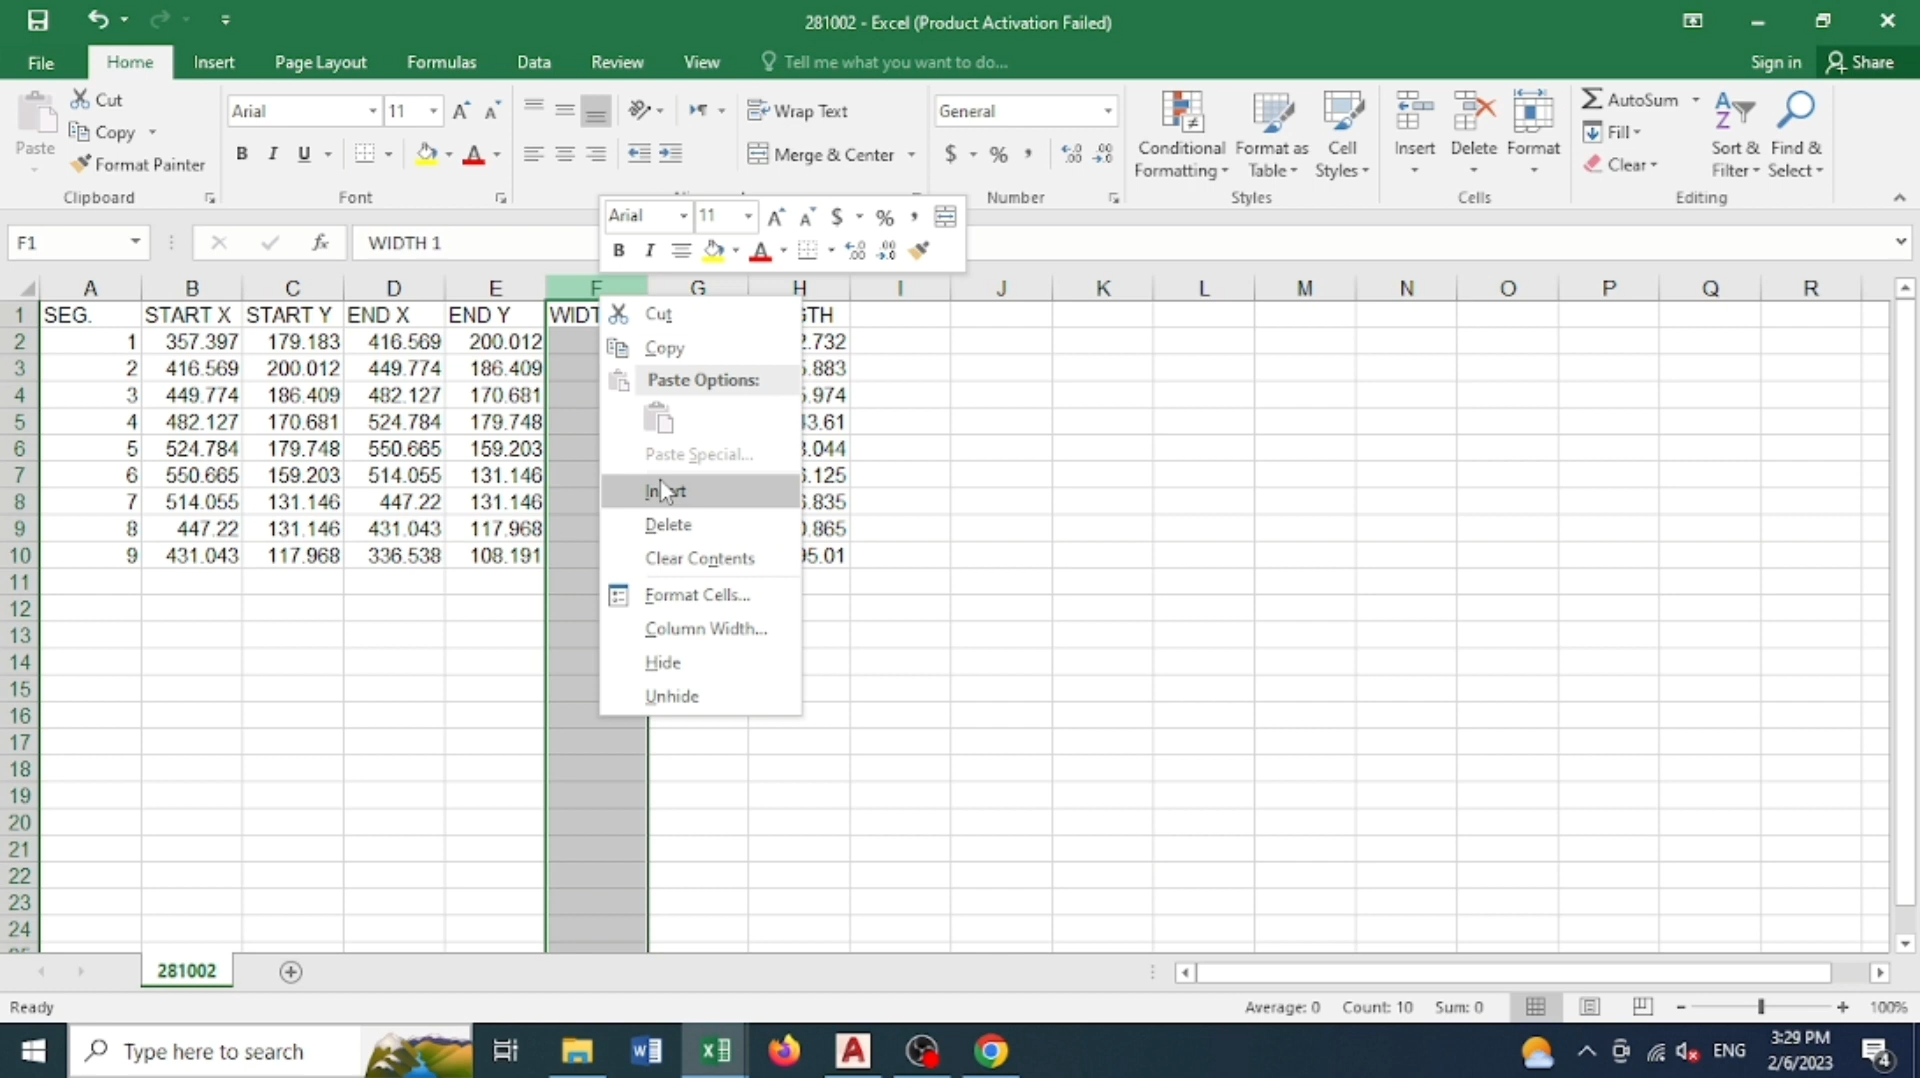 281002 - Excel (Product Activation Failed)
File Home Insert Page Layout Formulas Data Review View Tell me what you want to do... Sign in Share
Paste
Cut
Copy
Format Painter
Clipboard
Arial 11
B I U
Font
Wrap Text
Merge & Center
General
$ % ,
Number
Conditional Formatting
Format as Table
Cell Styles
Styles
Insert Delete Format
Cells
AutoSum
Fill
Clear
Sort & Filter
Find & Select
Editing
F1 fx WIDTH 1
Arial 11 $ % ,
B I A
A B C D E F G H I J K L M N O P Q R
1 SEG. START X START Y END X END Y WIDT GTH
2 1 357.397 179.183 416.569 200.012 2.732
3 2 416.569 200.012 449.774 186.409 5.883
4 3 449.774 186.409 482.127 170.681 5.974
5 4 482.127 170.681 524.784 179.748 43.61
6 5 524.784 179.748 550.665 159.203 3.044
7 6 550.665 159.203 514.055 131.146 6.125
8 7 514.055 131.146 447.22 131.146 6.835
9 8 447.22 131.146 431.043 117.968 0.865
10 9 431.043 117.968 336.538 108.191 95.01
11
12
13
14
15
16
17
18
19
20
21
22
23
24
Cut
Copy
Paste Options:
Paste Special...
Insert
Delete
Clear Contents
Format Cells...
Column Width...
Hide
Unhide
281002
Ready Average: 0 Count: 10 Sum: 0 100%
Type here to search ENG 3:29 PM
2/6/2023
4